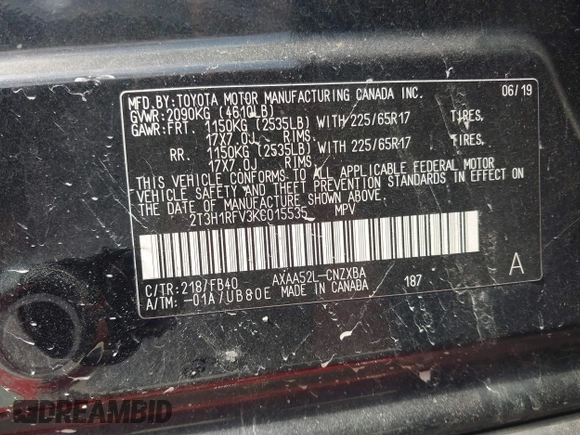 MFD.BY:TOYOTA MOTOR MANUFACTURING CANADA INC. 06/19
GVWR:2090KG (4610LB)
GAWR:FRT. 1150KG (2535LB) WITH 225/65R17 TIRES,
17X7.0J RIMS
RR. 1150KG (2535LB) WITH 225/65R17 TIRES,
17X7.0J RIMS
THIS VEHICLE CONFORMS TO ALL APPLICABLE FEDERAL MOTOR
VEHICLE SAFETY AND THEFT PREVENTION STANDARDS IN EFFECT
ON THE DATE OF MANUFACTURE SHOWN ABOVE.
2T3H1RFV3KC015535 MPV
C/TR:218/FB40 AXAA52L-CNZXBA 187 A
A/TM:-01A/UB80E MADE IN CANADA
DREAMBID